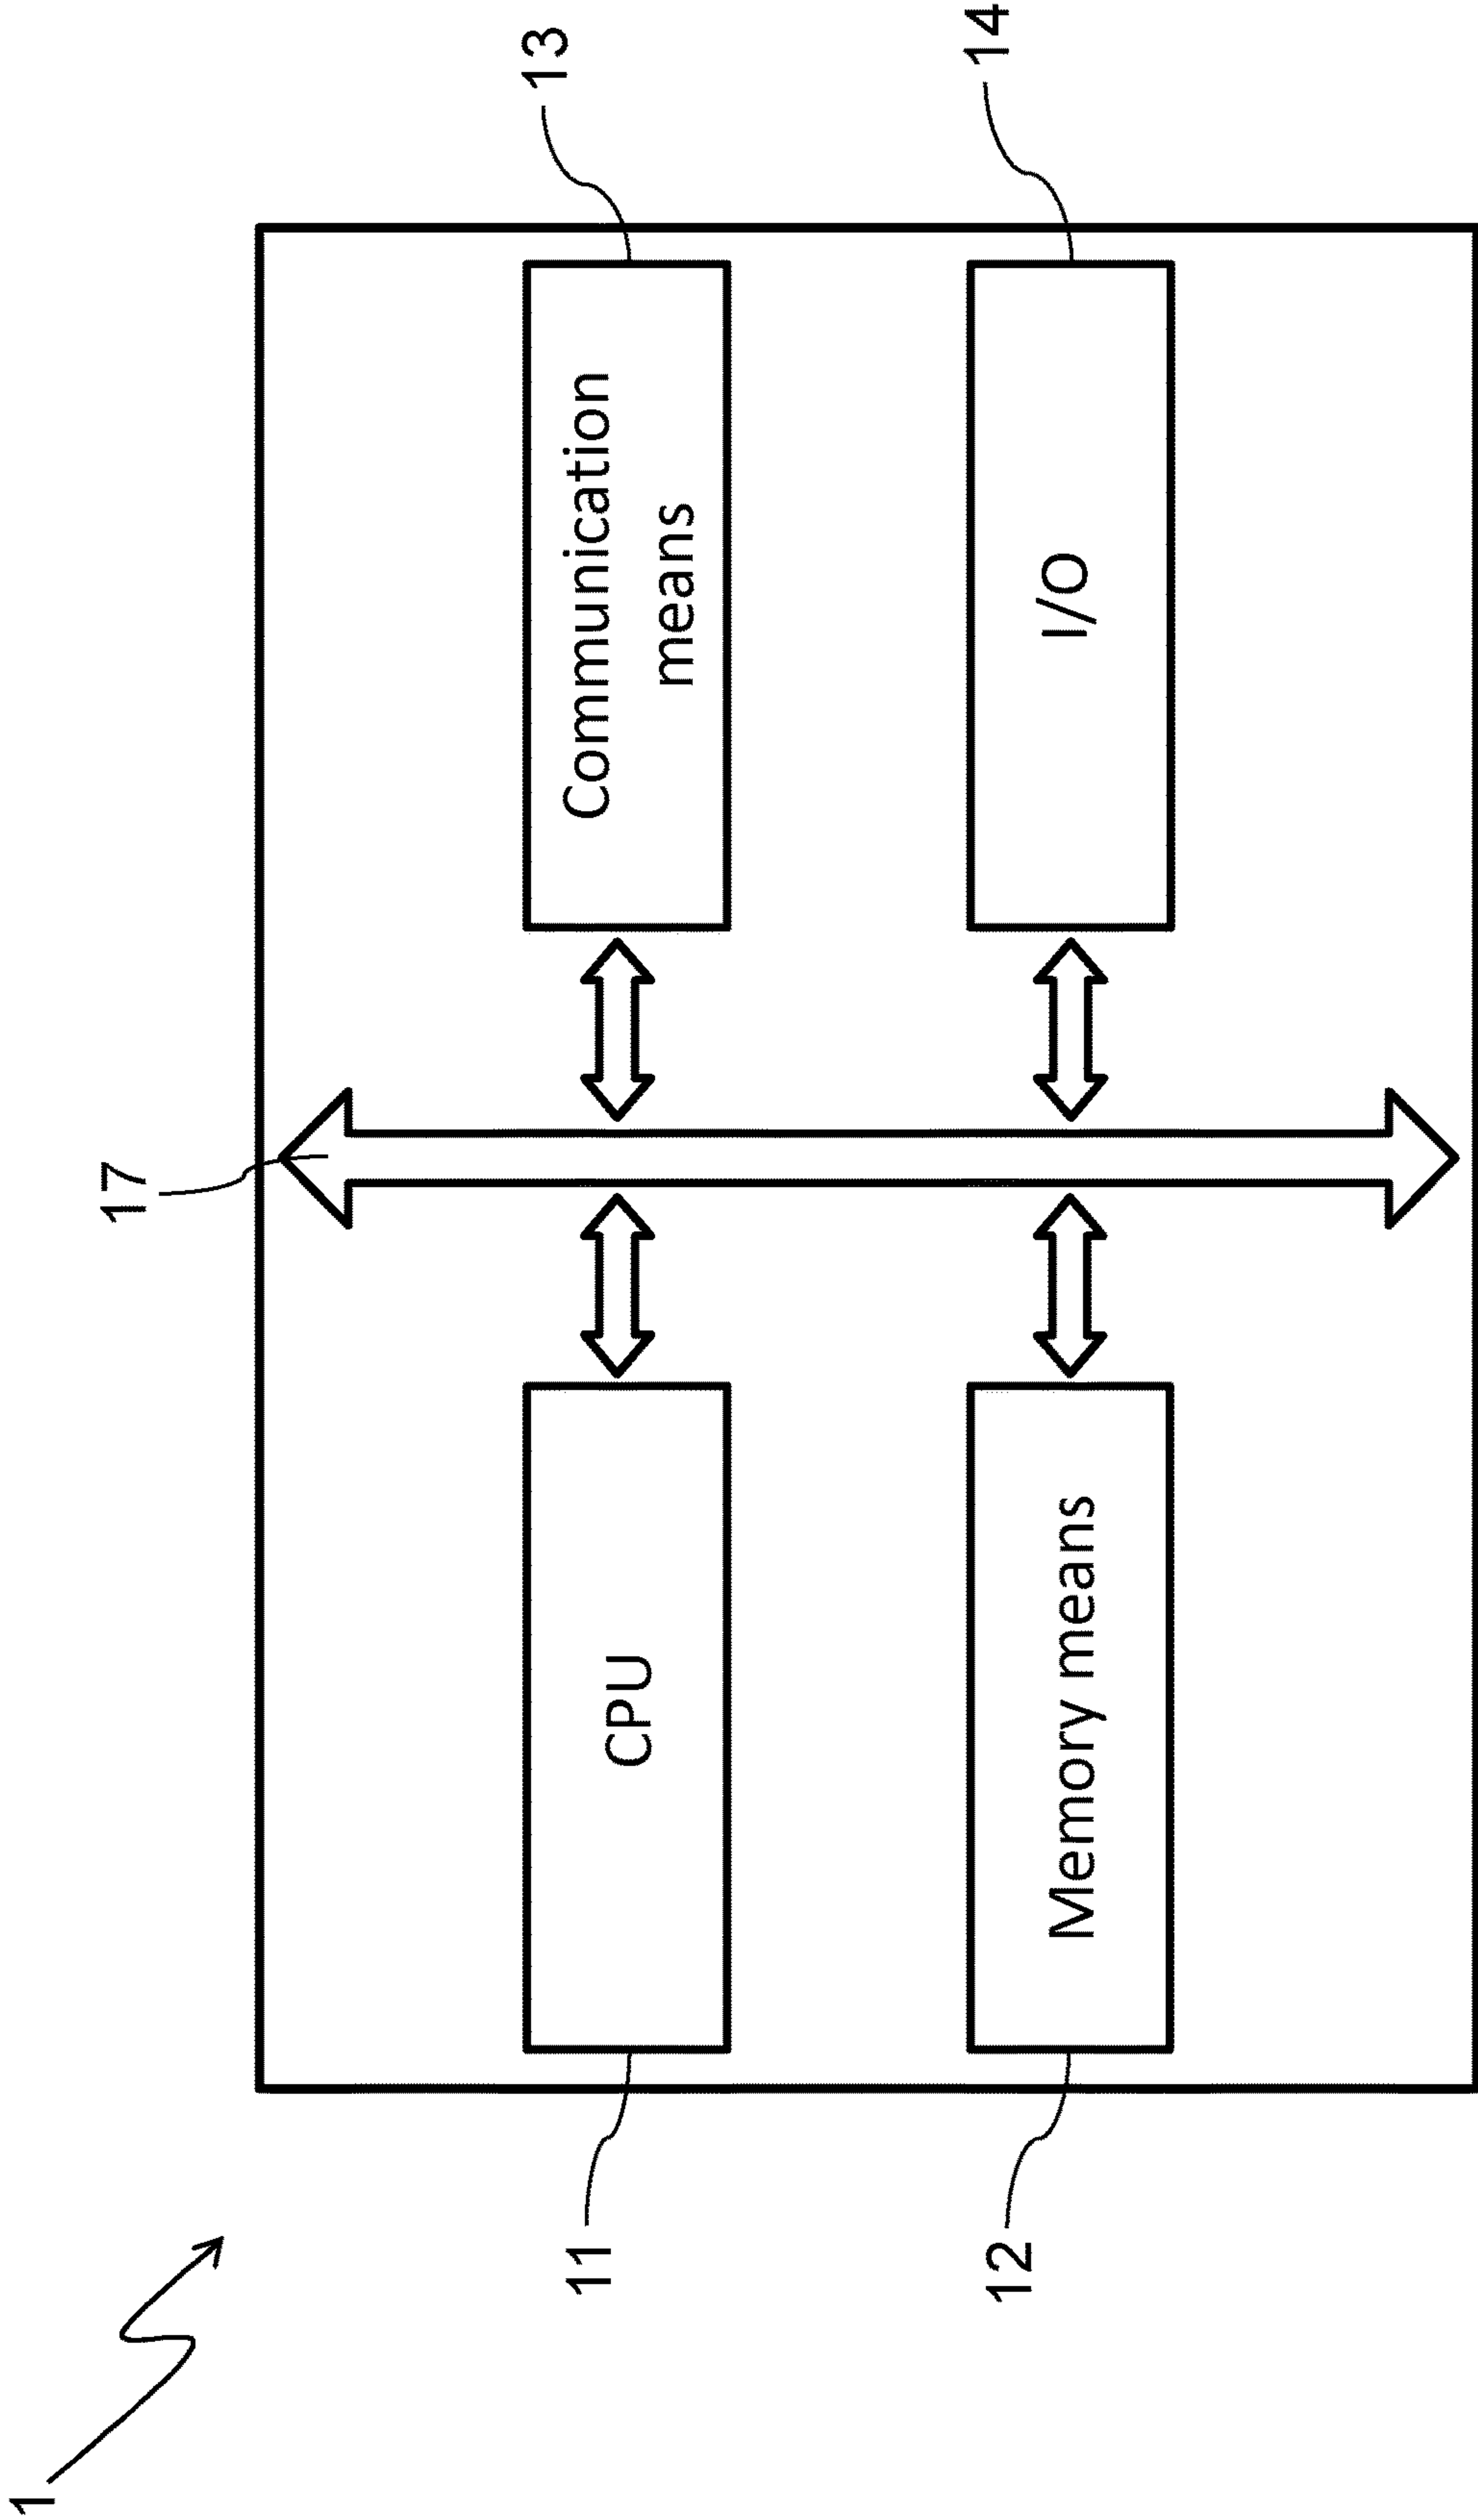 1
17
11
CPU
Communication
means
13
12
Memory means
I/O
14